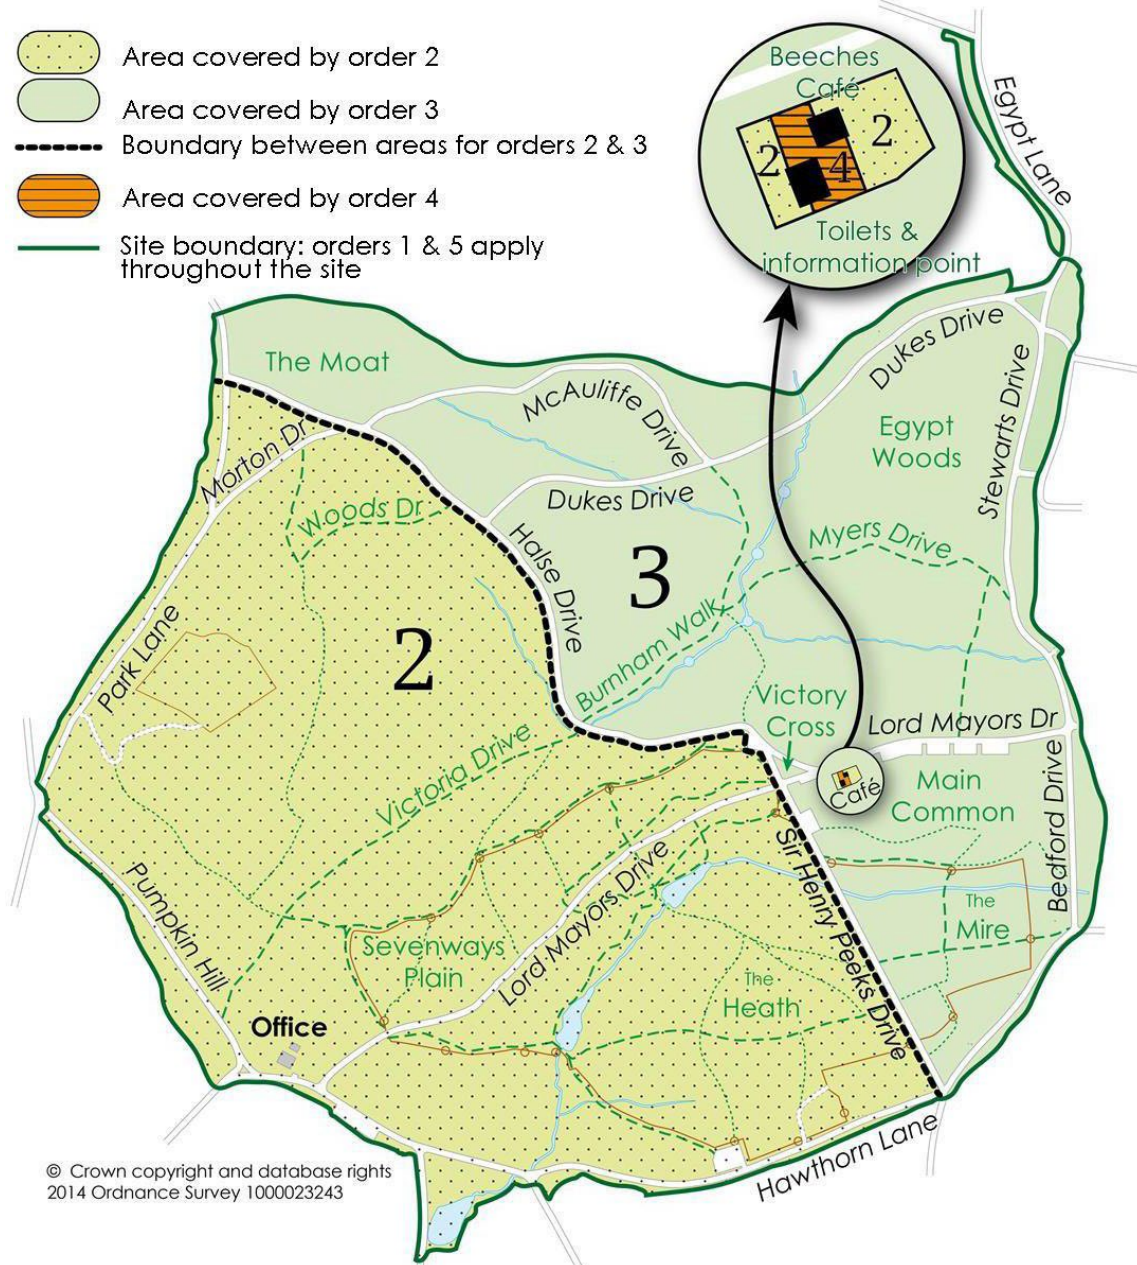 Area covered by order 2
Area covered by order 3
Boundary between areas for orders 2 & 3
Area covered by order 4
Site boundary: orders 1 & 5 apply
throughout the site
Beeches
Café
2
2
4
Toilets &
information point
Egypt Lane
The Moat
McAuliffe Drive
Dukes Drive
Egypt
Woods
Stewarts Drive
Morton Dr
Woods Dr
Dukes Drive
Halse Drive
Myers Drive
3
2
Park Lane
Burnham Walk
Victory
Cross
Lord Mayors Dr
Victoria Drive
Café
Main
Common
Bedford Drive
Sir Henry Peeks Drive
Pumpkin Hill
Lord Mayors Drive
The
Mire
Sevenways
Plain
The
Heath
Office
Hawthorn Lane
© Crown copyright and database rights
2014 Ordnance Survey 1000023243